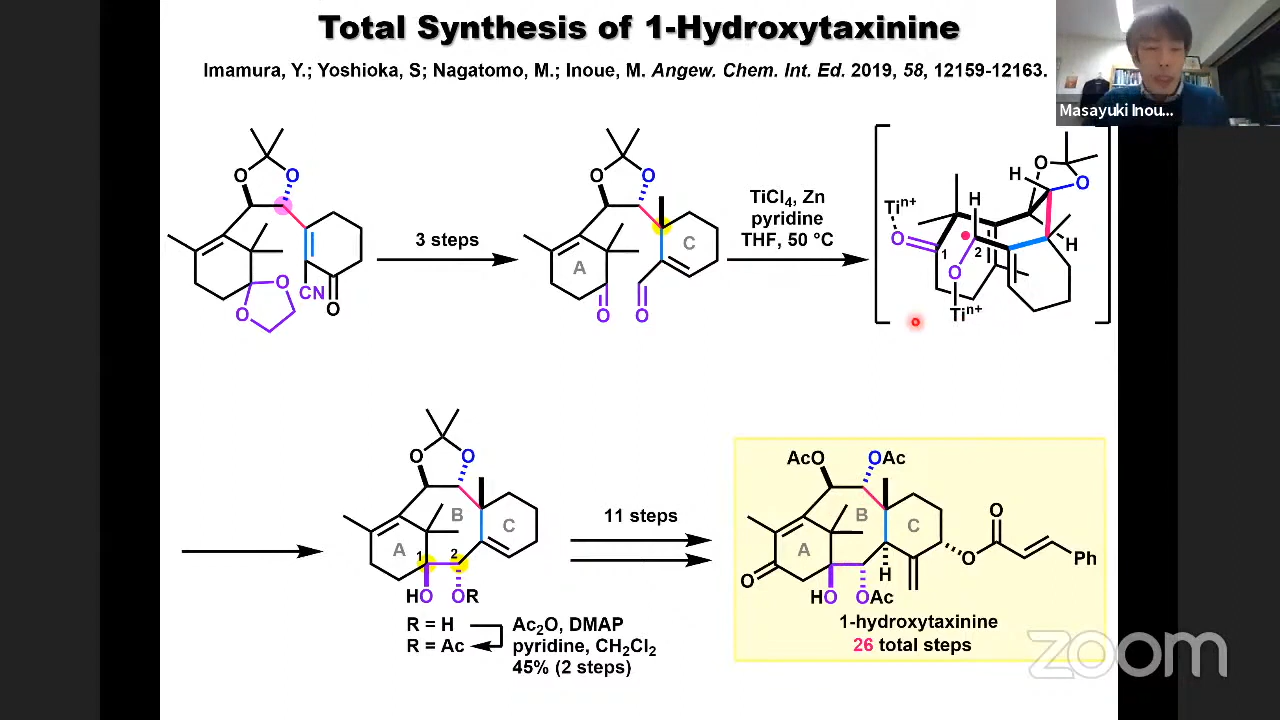 Total Synthesis of 1-Hydroxytaxinine
Imamura, Y.; Yoshioka, S; Nagatomo, M.; Inoue, M. Angew. Chem. Int. Ed. 2019, 58, 12159-12163.
Masayuki Inou...
O
O
O
O
CN
O
3 steps
O
O
A
C
O
O
TiCl4, Zn
pyridine
THF, 50 °C
O
O
H
H
Tin+
O
1
2
H
O
Tin+
O
O
A
B
C
1
2
HO
OR
R = H
R = Ac
Ac2O, DMAP
pyridine, CH2Cl2
45% (2 steps)
11 steps
AcO
OAc
A
B
C
O
O
O
Ph
H
HO
OAc
1-hydroxytaxinine
26 total steps
zoom